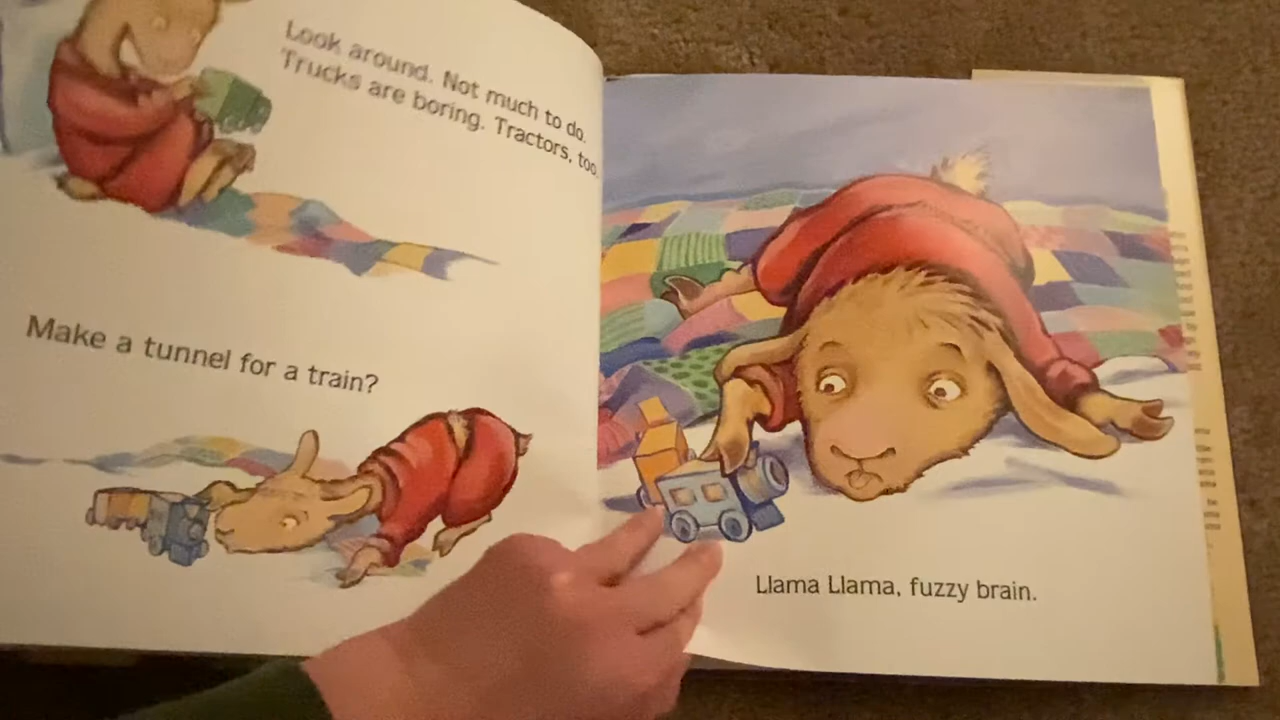 Look around. Not much to do.
Trucks are boring. Tractors, too.
Make a tunnel for a train?
Llama Llama, fuzzy brain.